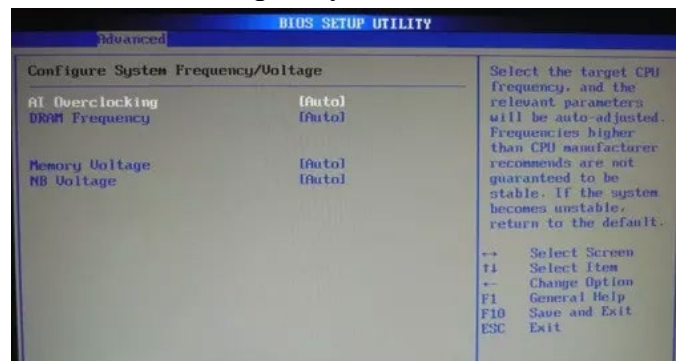 BIOS SETUP UTILITY
Advanced
Configure System Frequency/Voltage
AI Overclocking [Auto]
DRAM Frequency [Auto]
Memory Voltage [Auto]
NB Voltage [Auto]
Select the target CPU
frequency, and the
relevant parameters
will be auto-adjusted.
Frequencies higher
than CPU manufacturer
recommends are not
guaranteed to be
stable. If the system
becomes unstable,
return to the default.
←→ Select Screen
↑↓ Select Item
←- Change Option
F1 General Help
F10 Save and Exit
ESC Exit